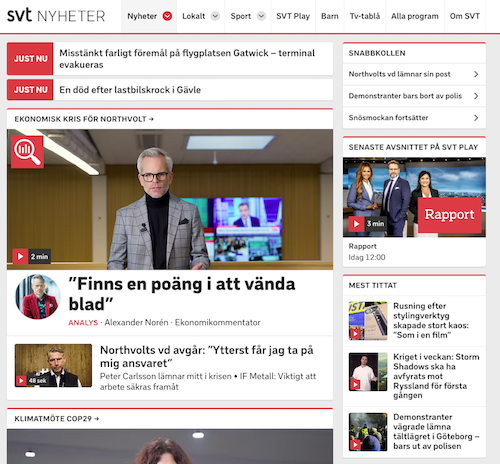 svt NYHETER
Nyheter
Lokalt
Sport
SVT Play
Barn
Tv-tablå
Alla program
Om SVT
JUST NU
Misstänkt farligt föremål på flygplatsen Gatwick – terminal
evakueras
JUST NU
En död efter lastbilskrock i Gävle
EKONOMISK KRIS FÖR NORTHVOLT →
2 min
”Finns en poäng i att vända
blad”
ANALYS · Alexander Norén · Ekonomikommentator
48 sek
Northvolts vd avgår: ”Ytterst får jag ta på
mig ansvaret”
Peter Carlsson lämnar mitt i krisen • IF Metall: Viktigt att
arbete säkras framåt
KLIMATMÖTE COP29 →
SNABBKOLLEN
Northvolts vd lämnar sin post
Demonstranter bars bort av polis
Snösmockan fortsätter
SENASTE AVSNITTET PÅ SVT PLAY
3 min
Rapport
Rapport
Idag 12:00
MEST TITTAT
Rusning efter
stylingverktyg
skapade stort kaos:
”Som i en film”
Kriget i veckan: Storm
Shadows ska ha
avfyrats mot
Ryssland för första
gången
Demonstranter
vägrade lämna
tältlägret i Göteborg –
bars ut av polisen